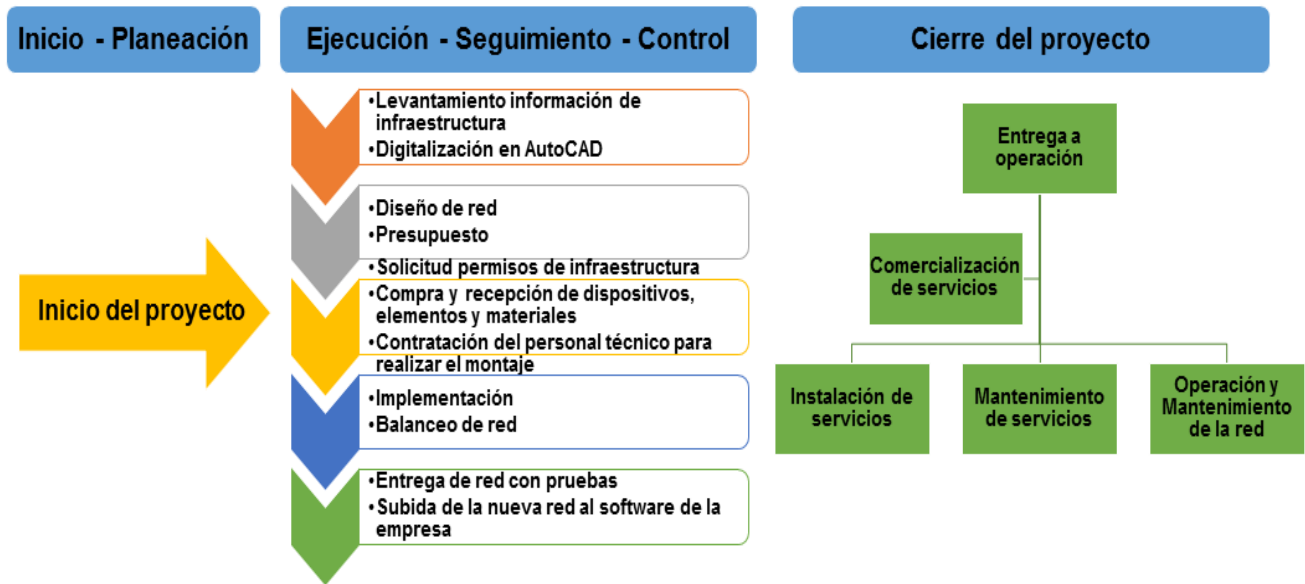 Inicio - Planeación
Ejecución - Seguimiento - Control
Cierre del proyecto
Inicio del proyecto
•Levantamiento información de
infraestructura
•Digitalización en AutoCAD
•Diseño de red
•Presupuesto
•Solicitud permisos de infraestructura
•Compra y recepción de dispositivos,
elementos y materiales
•Contratación del personal técnico para
realizar el montaje
•Implementación
•Balanceo de red
•Entrega de red con pruebas
•Subida de la nueva red al software de la
empresa
Entrega a
operación
Comercialización
de servicios
Instalación de
servicios
Mantenimiento
de servicios
Operación y
Mantenimiento
de la red